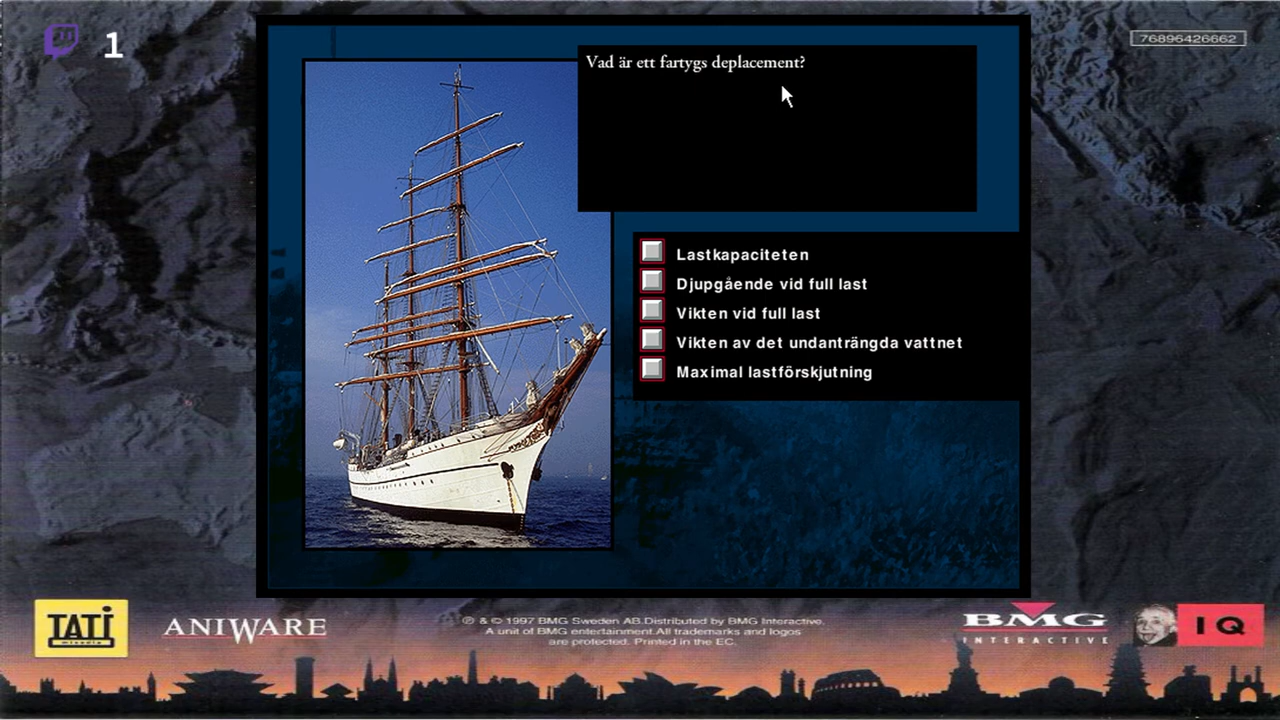 1
76896426662
Vad är ett fartygs deplacement?
Lastkapaciteten
Djupgående vid full last
Vikten vid full last
Vikten av det undanträngda vattnet
Maximal lastförskjutning
TATi
mixedia
ANIWARE
℗ & © 1997 BMG Sweden AB.Distributed by BMG Interactive.
A unit of BMG entertainment.All trademarks and logos
are protected. Printed in the EC.
BMG
INTERACTIVE
IQ